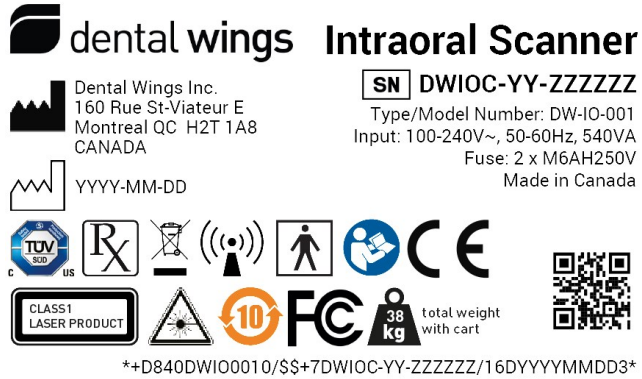 dental wings Intraoral Scanner
SN DWIOC-YY-ZZZZZZ
Dental Wings Inc.
160 Rue St-Viateur E
Montreal QC H2T 1A8
CANADA
Type/Model Number: DW-IO-001
Input: 100-240V~, 50-60Hz, 540VA
Fuse: 2 x M6AH250V
Made in Canada
YYYY-MM-DD
TÜV
SÜD
C US
Rx
CE
CLASS1
LASER PRODUCT
10
FC
38
kg
total weight
with cart
*+D840DWIO0010/$$+7DWIOC-YY-ZZZZZZ/16DYYYYMMDD3*